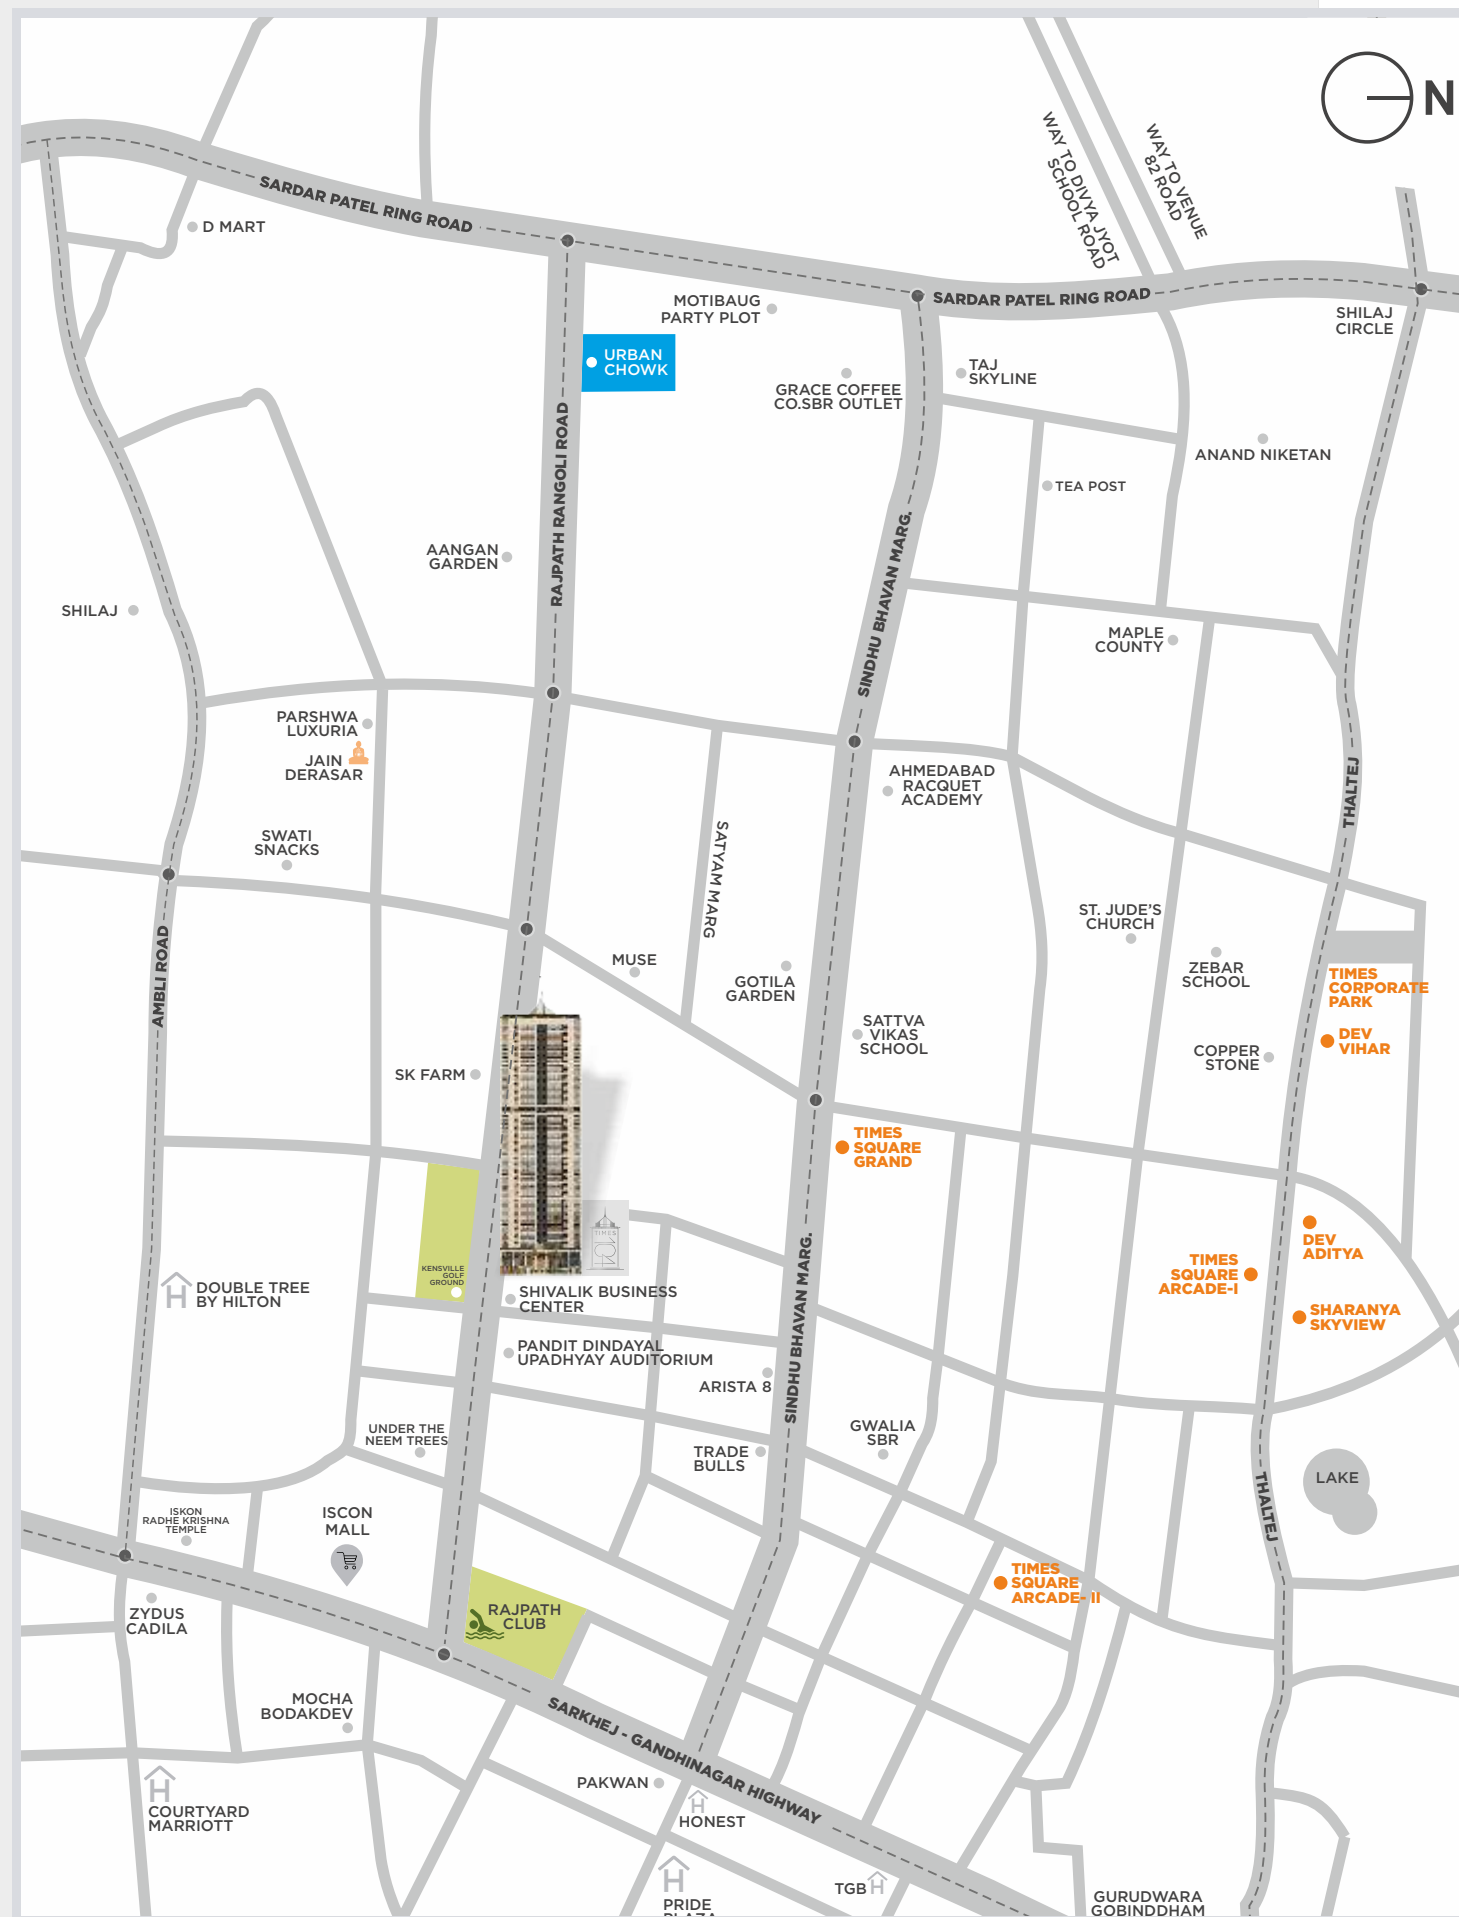 N
WAY TO DIVYA JYOT
SCHOOL ROAD
WAY TO VENUE
82 ROAD
SARDAR PATEL RING ROAD
D MART
SARDAR PATEL RING ROAD
MOTIBAUG
PARTY PLOT
SHILAJ
CIRCLE
URBAN
CHOWK
TAJ
SKYLINE
GRACE COFFEE
CO.SBR OUTLET
RAJPATH RANGOLI ROAD
ANAND NIKETAN
TEA POST
SINDHU BHAVAN MARG.
AANGAN
GARDEN
SHILAJ
MAPLE
COUNTY
PARSHWA
LUXURIA
JAIN
DERASAR
THALTEJ
AHMEDABAD
RACQUET
ACADEMY
SWATI
SNACKS
SATYAM MARG
ST. JUDE'S
CHURCH
AMBLI ROAD
MUSE
GOTILA
GARDEN
ZEBAR
SCHOOL
TIMES
CORPORATE
PARK
SATTVA
VIKAS
SCHOOL
DEV
VIHAR
COPPER
STONE
SK FARM
TIMES
SQUARE
GRAND
TIMES
104
DEV
ADITYA
KENSVILLE
GOLF
GROUND
TIMES
SQUARE
ARCADE-I
DOUBLE TREE
BY HILTON
SHIVALIK BUSINESS
CENTER
SHARANYA
SKYVIEW
SINDHU BHAVAN MARG.
PANDIT DINDAYAL
UPADHYAY AUDITORIUM
ARISTA 8
UNDER THE
NEEM TREES
GWALIA
SBR
TRADE
BULLS
LAKE
THALTEJ
ISKON
RADHE KRISHNA
TEMPLE
ISCON
MALL
TIMES
SQUARE
ARCADE- II
ZYDUS
CADILA
RAJPATH
CLUB
MOCHA
BODAKDEV
SARKHEJ - GANDHINAGAR HIGHWAY
PAKWAN
H
COURTYARD
MARRIOTT
H
HONEST
H
PRIDE
PLAZA
TGB H
GURUDWARA
GOBINDDHAM